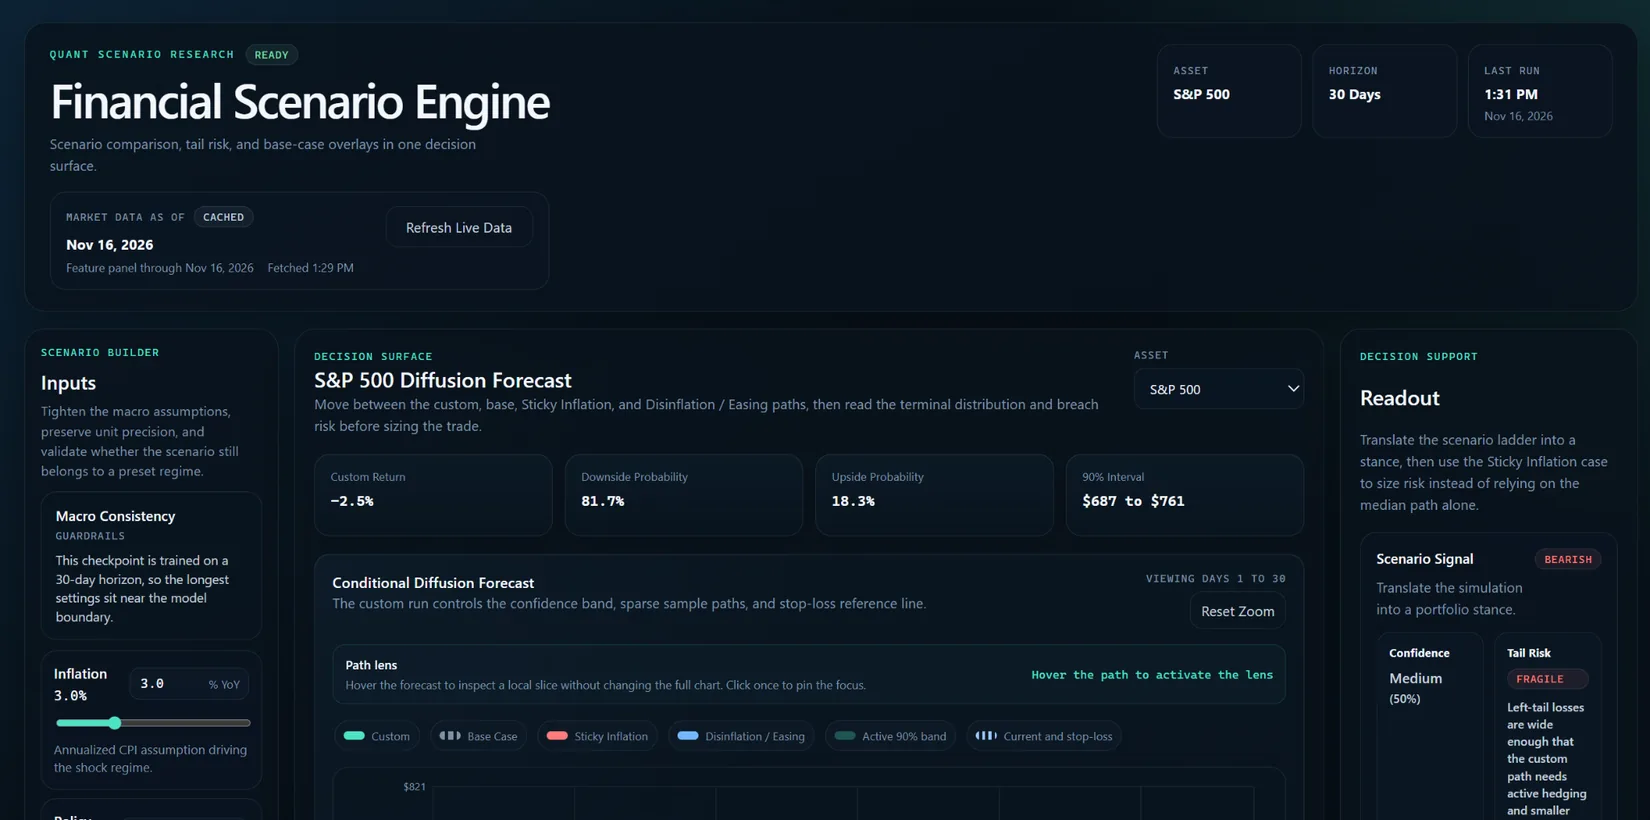 QUANT SCENARIO RESEARCH READY
Financial Scenario Engine
Scenario comparison, tail risk, and base-case overlays in one decision
surface.
MARKET DATA AS OF CACHED
Nov 16, 2026
Feature panel through Nov 16, 2026 Fetched 1:29 PM
Refresh Live Data
ASSET
S&P 500
HORIZON
30 Days
LAST RUN
1:31 PM
Nov 16, 2026
SCENARIO BUILDER
Inputs
Tighten the macro assumptions,
preserve unit precision, and
validate whether the scenario still
belongs to a preset regime.
Macro Consistency
GUARDRAILS
This checkpoint is trained on a
30-day horizon, so the longest
settings sit near the model
boundary.
Inflation
3.0%
3.0 % YoY
Annualized CPI assumption driving
the shock regime.
Policy
DECISION SURFACE
S&P 500 Diffusion Forecast
Move between the custom, base, Sticky Inflation, and Disinflation / Easing paths, then read the terminal distribution and breach
risk before sizing the trade.
ASSET
S&P 500
Custom Return
−2.5%
Downside Probability
81.7%
Upside Probability
18.3%
90% Interval
$687 to $761
Conditional Diffusion Forecast
The custom run controls the confidence band, sparse sample paths, and stop-loss reference line.
VIEWING DAYS 1 TO 30
Reset Zoom
Path lens
Hover the forecast to inspect a local slice without changing the full chart. Click once to pin the focus.
Hover the path to activate the lens
Custom
Base Case
Sticky Inflation
Disinflation / Easing
Active 90% band
Current and stop-loss
$821
DECISION SUPPORT
Readout
Translate the scenario ladder into a
stance, then use the Sticky Inflation case
to size risk instead of relying on the
median path alone.
Scenario Signal BEARISH
Translate the simulation
into a portfolio stance.
Confidence
Medium
(50%)
Tail Risk
FRAGILE
Left-tail losses
are wide
enough that
the custom
path needs
active hedging
and smaller